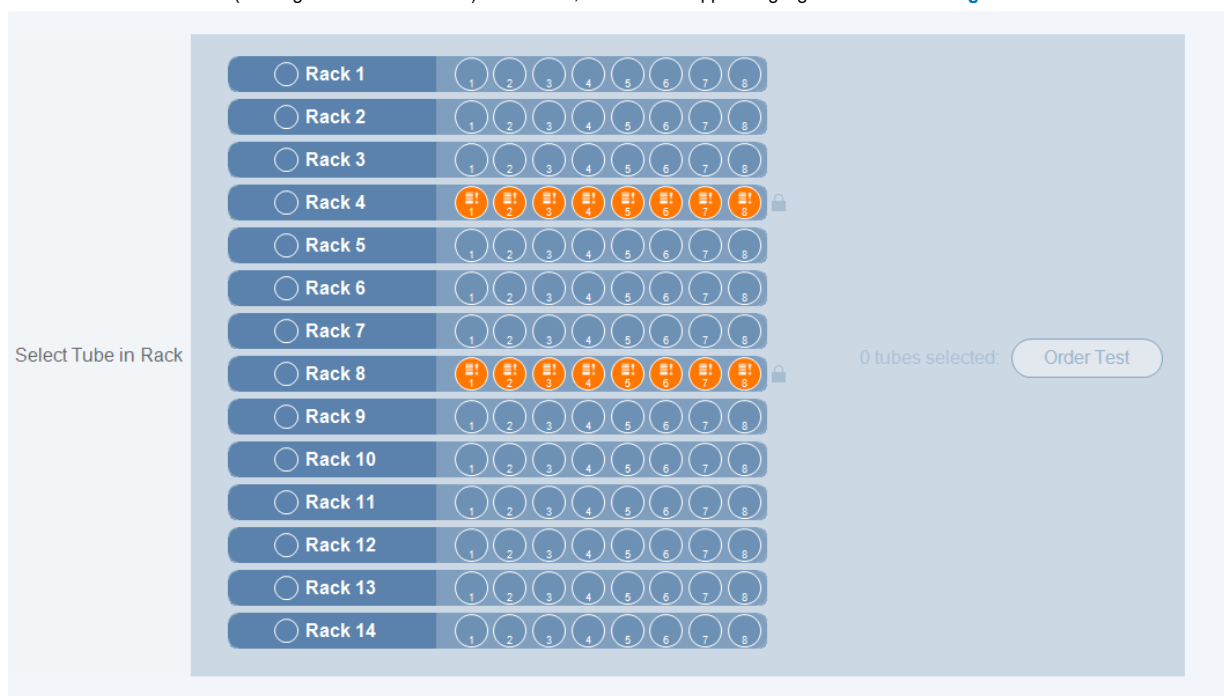 Rack 1 1 2 3 4 5 6 7 8
Rack 2 1 2 3 4 5 6 7 8
Rack 3 1 2 3 4 5 6 7 8
Rack 4 1 2 3 4 5 6 7 8
Rack 5 1 2 3 4 5 6 7 8
Rack 6 1 2 3 4 5 6 7 8
Rack 7 1 2 3 4 5 6 7 8
Select Tube in Rack
0 tubes selected: Order Test
Rack 8 1 2 3 4 5 6 7 8
Rack 9 1 2 3 4 5 6 7 8
Rack 10 1 2 3 4 5 6 7 8
Rack 11 1 2 3 4 5 6 7 8
Rack 12 1 2 3 4 5 6 7 8
Rack 13 1 2 3 4 5 6 7 8
Rack 14 1 2 3 4 5 6 7 8